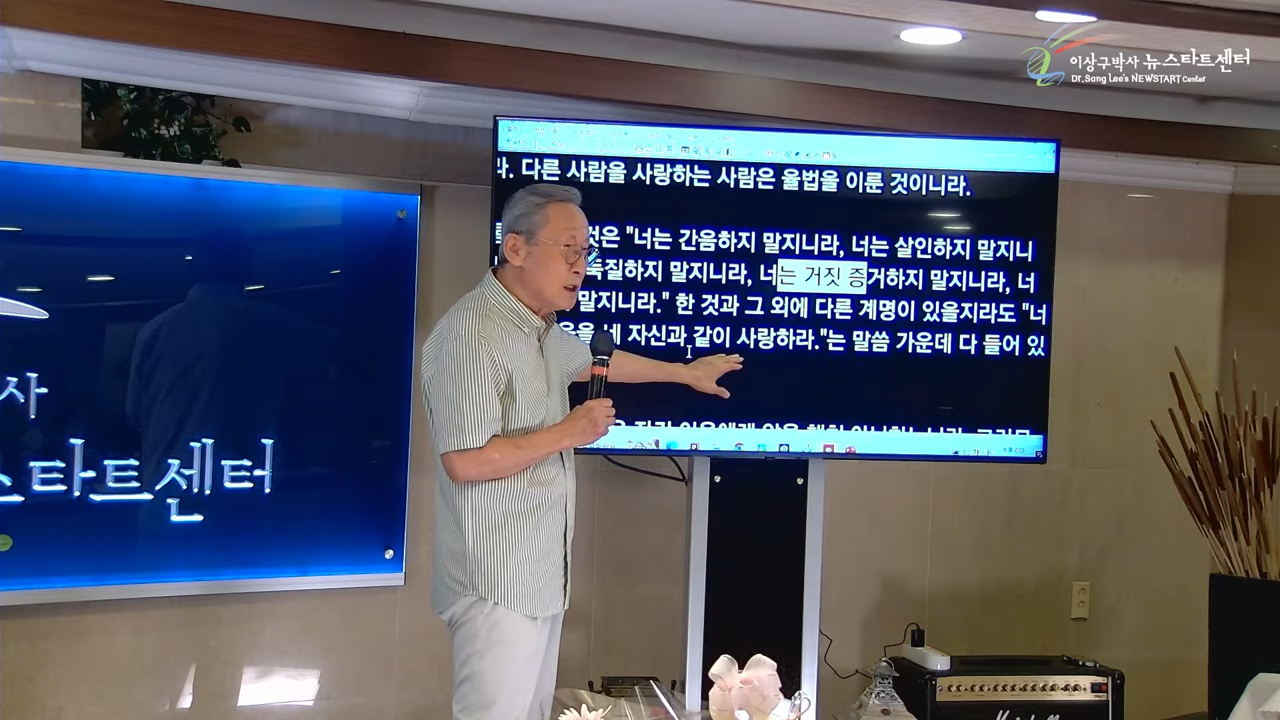 이상구박사 뉴스타트센터
Dr. Sang Lee's NEWSTART Center
다른 사람을 사랑하는 사람은 율법을 이룬 것이니라.
것은 "너는 간음하지 말지니라, 너는 살인하지 말지니
둑질하지 말지니라, 너는 거짓 증거하지 말지니라, 너
말지니라." 한 것과 그 외에 다른 계명이 있을지라도 "너
네 자신과 같이 사랑하라."는 말씀 가운데 다 들어 있
사
스타트센터
Marshall